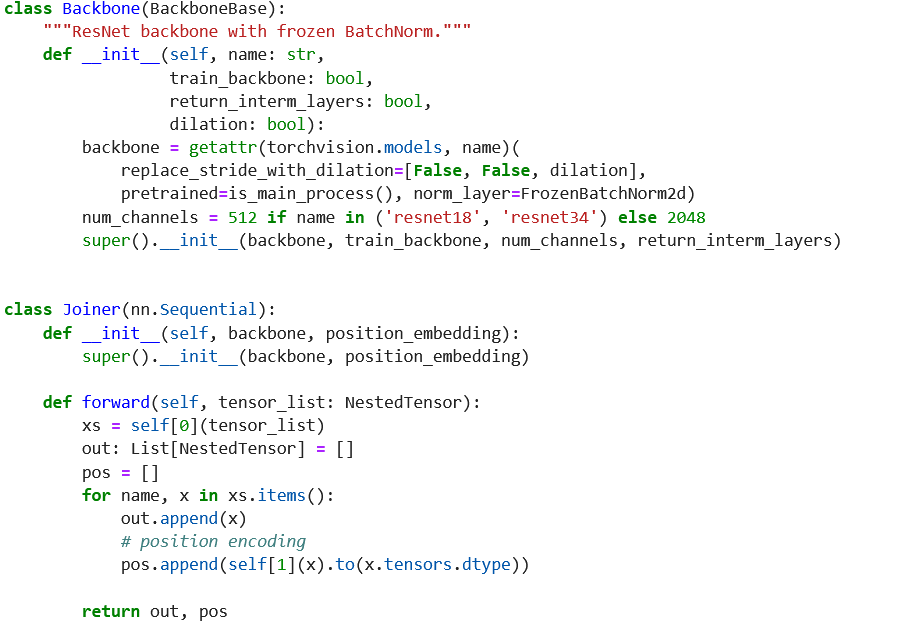 class Backbone(BackboneBase):
    """ResNet backbone with frozen BatchNorm."""
    def __init__(self, name: str,
                 train_backbone: bool,
                 return_interm_layers: bool,
                 dilation: bool):
        backbone = getattr(torchvision.models, name)(
            replace_stride_with_dilation=[False, False, dilation],
            pretrained=is_main_process(), norm_layer=FrozenBatchNorm2d)
        num_channels = 512 if name in ('resnet18', 'resnet34') else 2048
        super().__init__(backbone, train_backbone, num_channels, return_interm_layers)


class Joiner(nn.Sequential):
    def __init__(self, backbone, position_embedding):
        super().__init__(backbone, position_embedding)

    def forward(self, tensor_list: NestedTensor):
        xs = self[0](tensor_list)
        out: List[NestedTensor] = []
        pos = []
        for name, x in xs.items():
            out.append(x)
            # position encoding
            pos.append(self[1](x).to(x.tensors.dtype))

        return out, pos